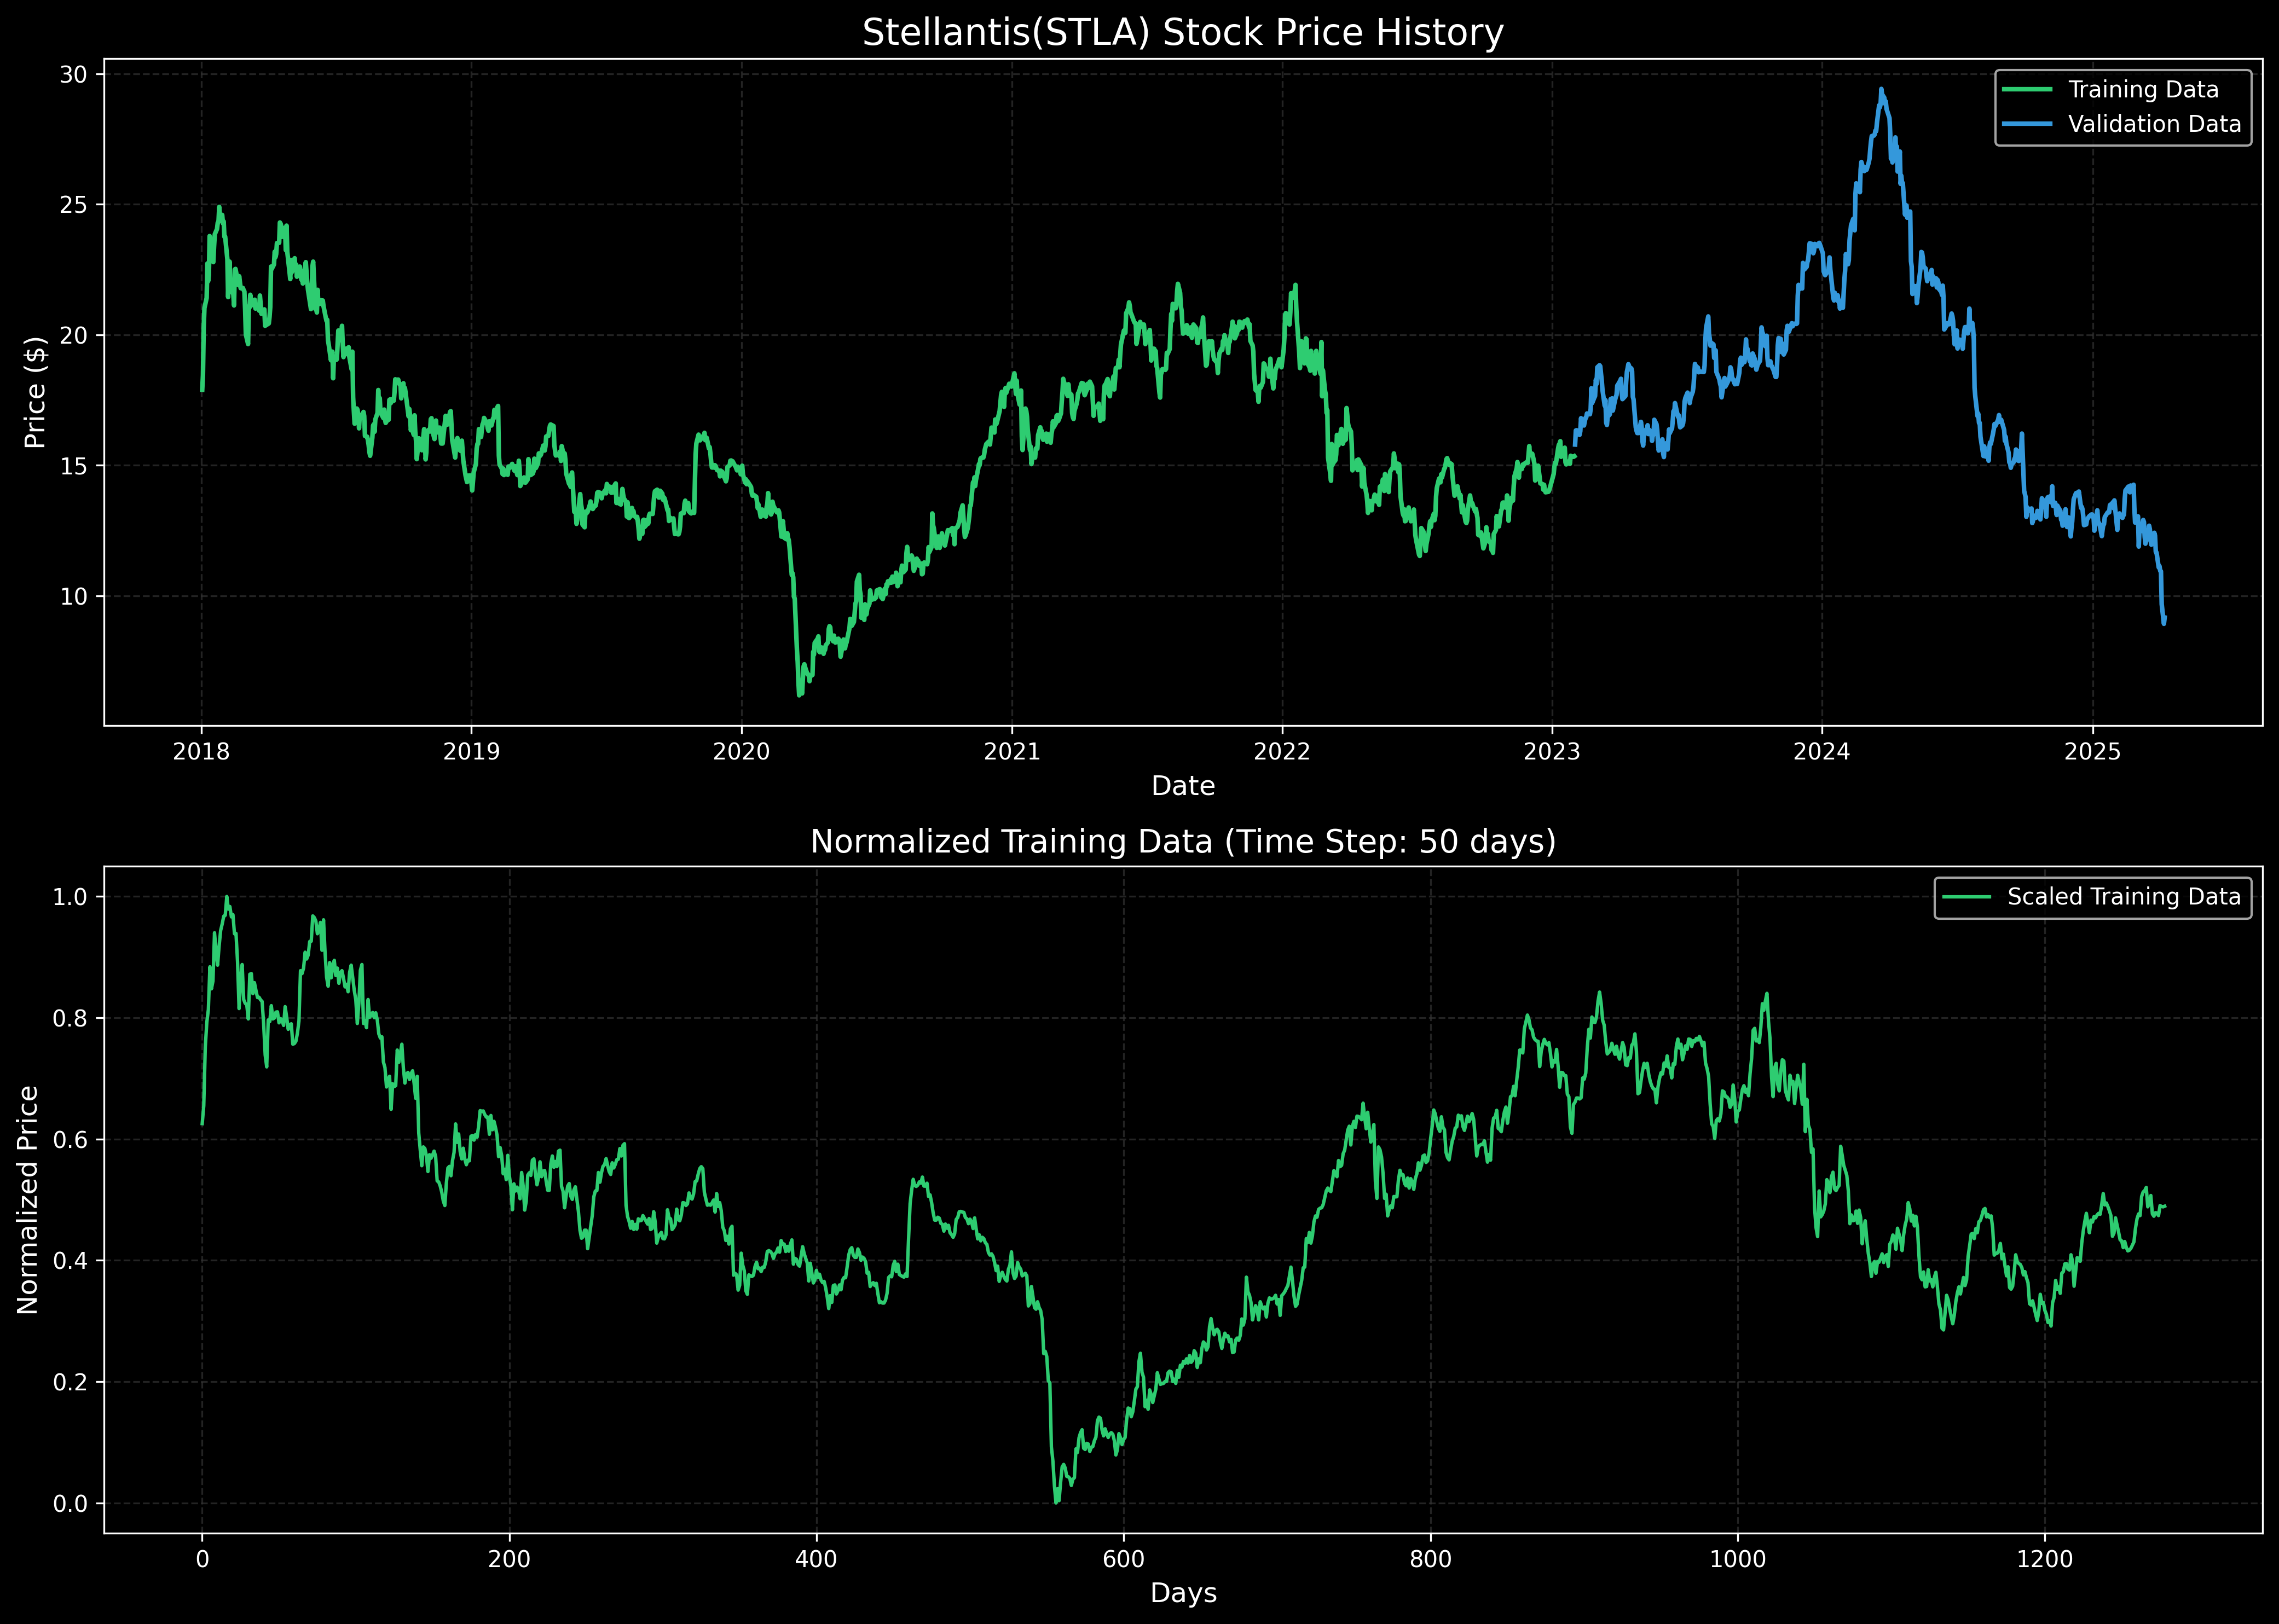 Stellantis(STLA) Stock Price History
Price ($)
30
25
20
15
10
Training Data
Validation Data
2018 2019 2020 2021 2022 2023 2024 2025
Date
Normalized Training Data (Time Step: 50 days)
Normalized Price
1.0
0.8
0.6
0.4
0.2
0.0
Scaled Training Data
0 200 400 600 800 1000 1200
Days